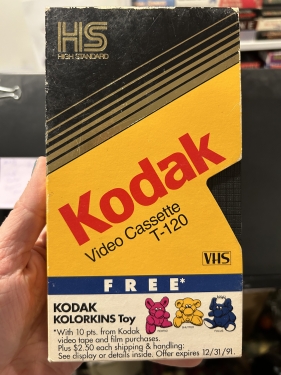 HS
HIGH STANDARD
Kodak
Video Cassette
T-120
VHS
FREE*
KODAK
KOLORKINS Toy
*With 10 pts. from Kodak
video tape and film purchases.
Plus $2.50 each shipping & handling:
See display or details inside. Offer expires 12/31/91.